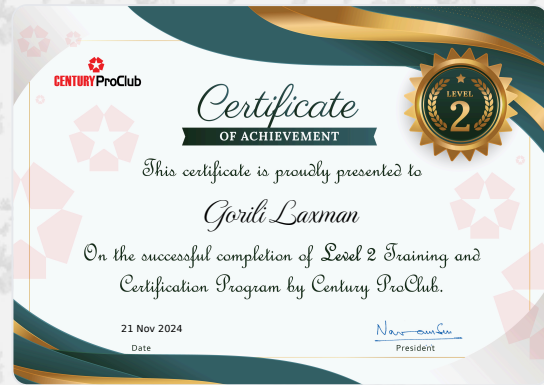 CENTURY ProClub
Certificate
OF ACHIEVEMENT
LEVEL
2
This certificate is proudly presented to
Gorili Laxman
On the successful completion of Level 2 Training and
Certification Program by Century ProClub.
21 Nov 2024
Date
President